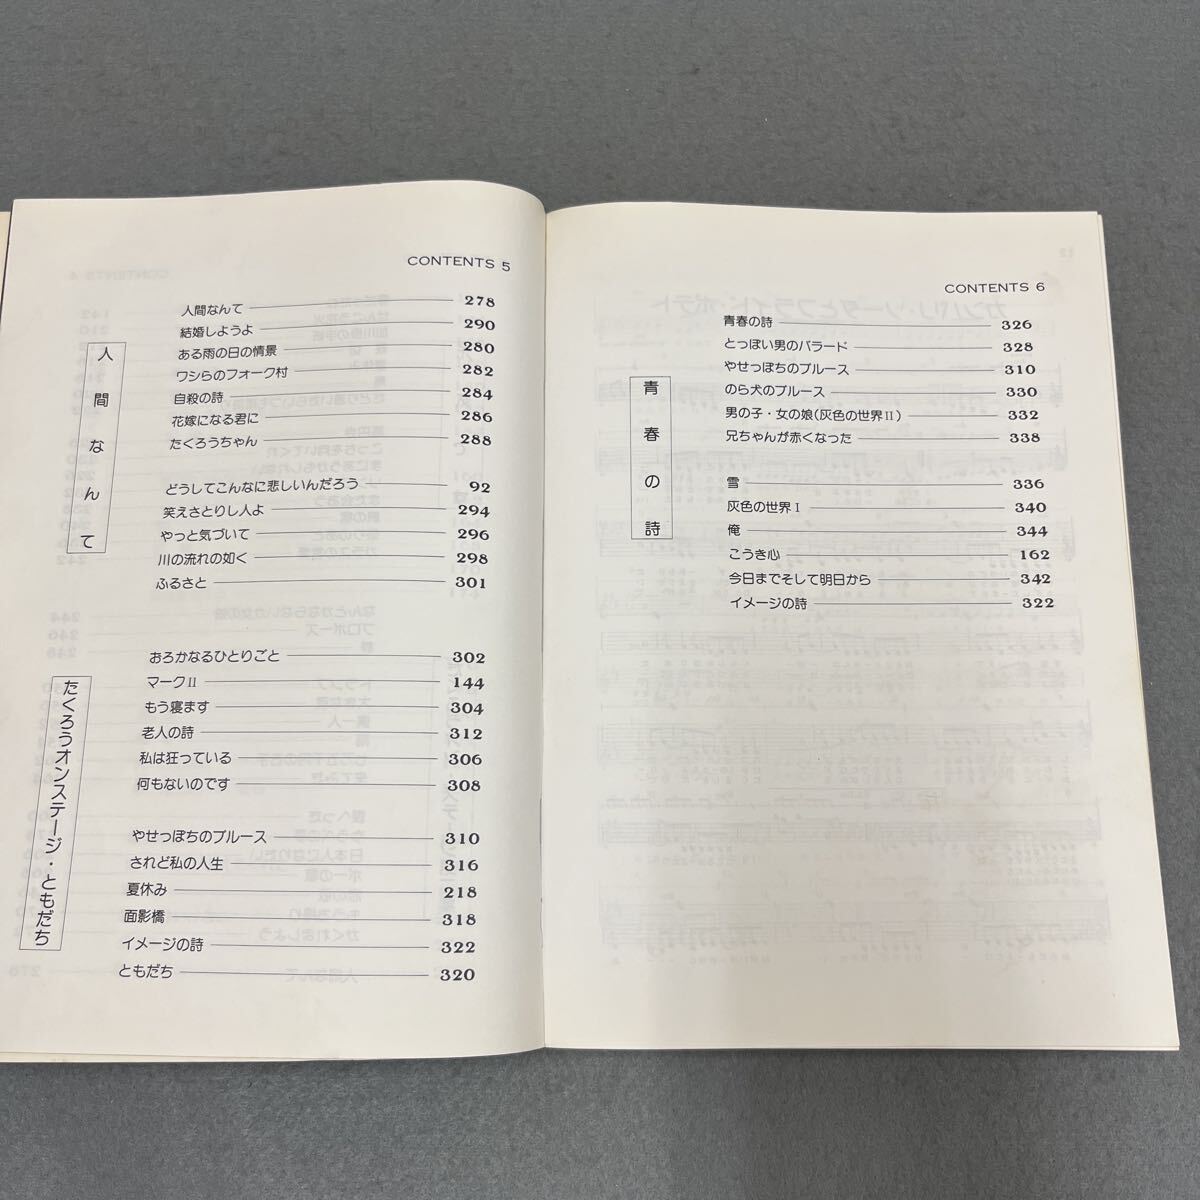 CONTENTS 5
人間なんて
人間なんて 278
結婚しようよ 290
ある雨の日の情景 280
ワシらのフォーク村 282
自殺の詩 284
花嫁になる君に 286
たくろうちゃん 288
どうしてこんなに悲しいんだろう 92
笑えさとりし人よ 294
やっと気づいて 296
川の流れの如く 298
ふるさと 301
たくろうオンステージ・ともだち
おろかなるひとりごと 302
マークⅡ 144
もう寝ます 304
老人の詩 312
私は狂っている 306
何もないのです 308
やせっぽちのブルース 310
されど私の人生 316
夏休み 218
面影橋 318
イメージの詩 322
ともだち 320
CONTENTS 6
青春の詩
青春の詩 326
とっぽい男のバラード 328
やせっぽちのブルース 310
のら犬のブルース 330
男の子・女の娘(灰色の世界Ⅱ) 332
兄ちゃんが赤くなった 338
雪 336
灰色の世界Ⅰ 340
俺 344
こうき心 162
今日までそして明日から 342
イメージの詩 322